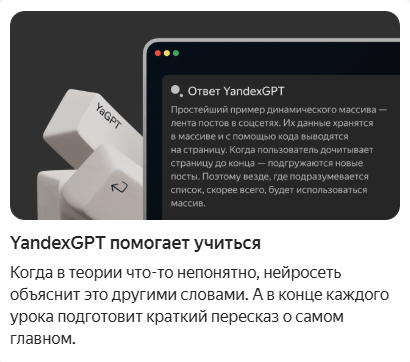 YaGPT
Ответ YandexGPT
Простейший пример динамического массива —
лента постов в соцсетях. Их данные хранятся
в массиве и с помощью кода выводятся
на страницу. Когда пользователь дочитывает
страницу до конца — подгружаются новые
посты. Поэтому везде, где подразумевается
список, скорее всего, будет использоваться
массив.
YandexGPT помогает учиться
Когда в теории что-то непонятно, нейросеть
объяснит это другими словами. А в конце каждого
урока подготовит краткий пересказ о самом
главном.